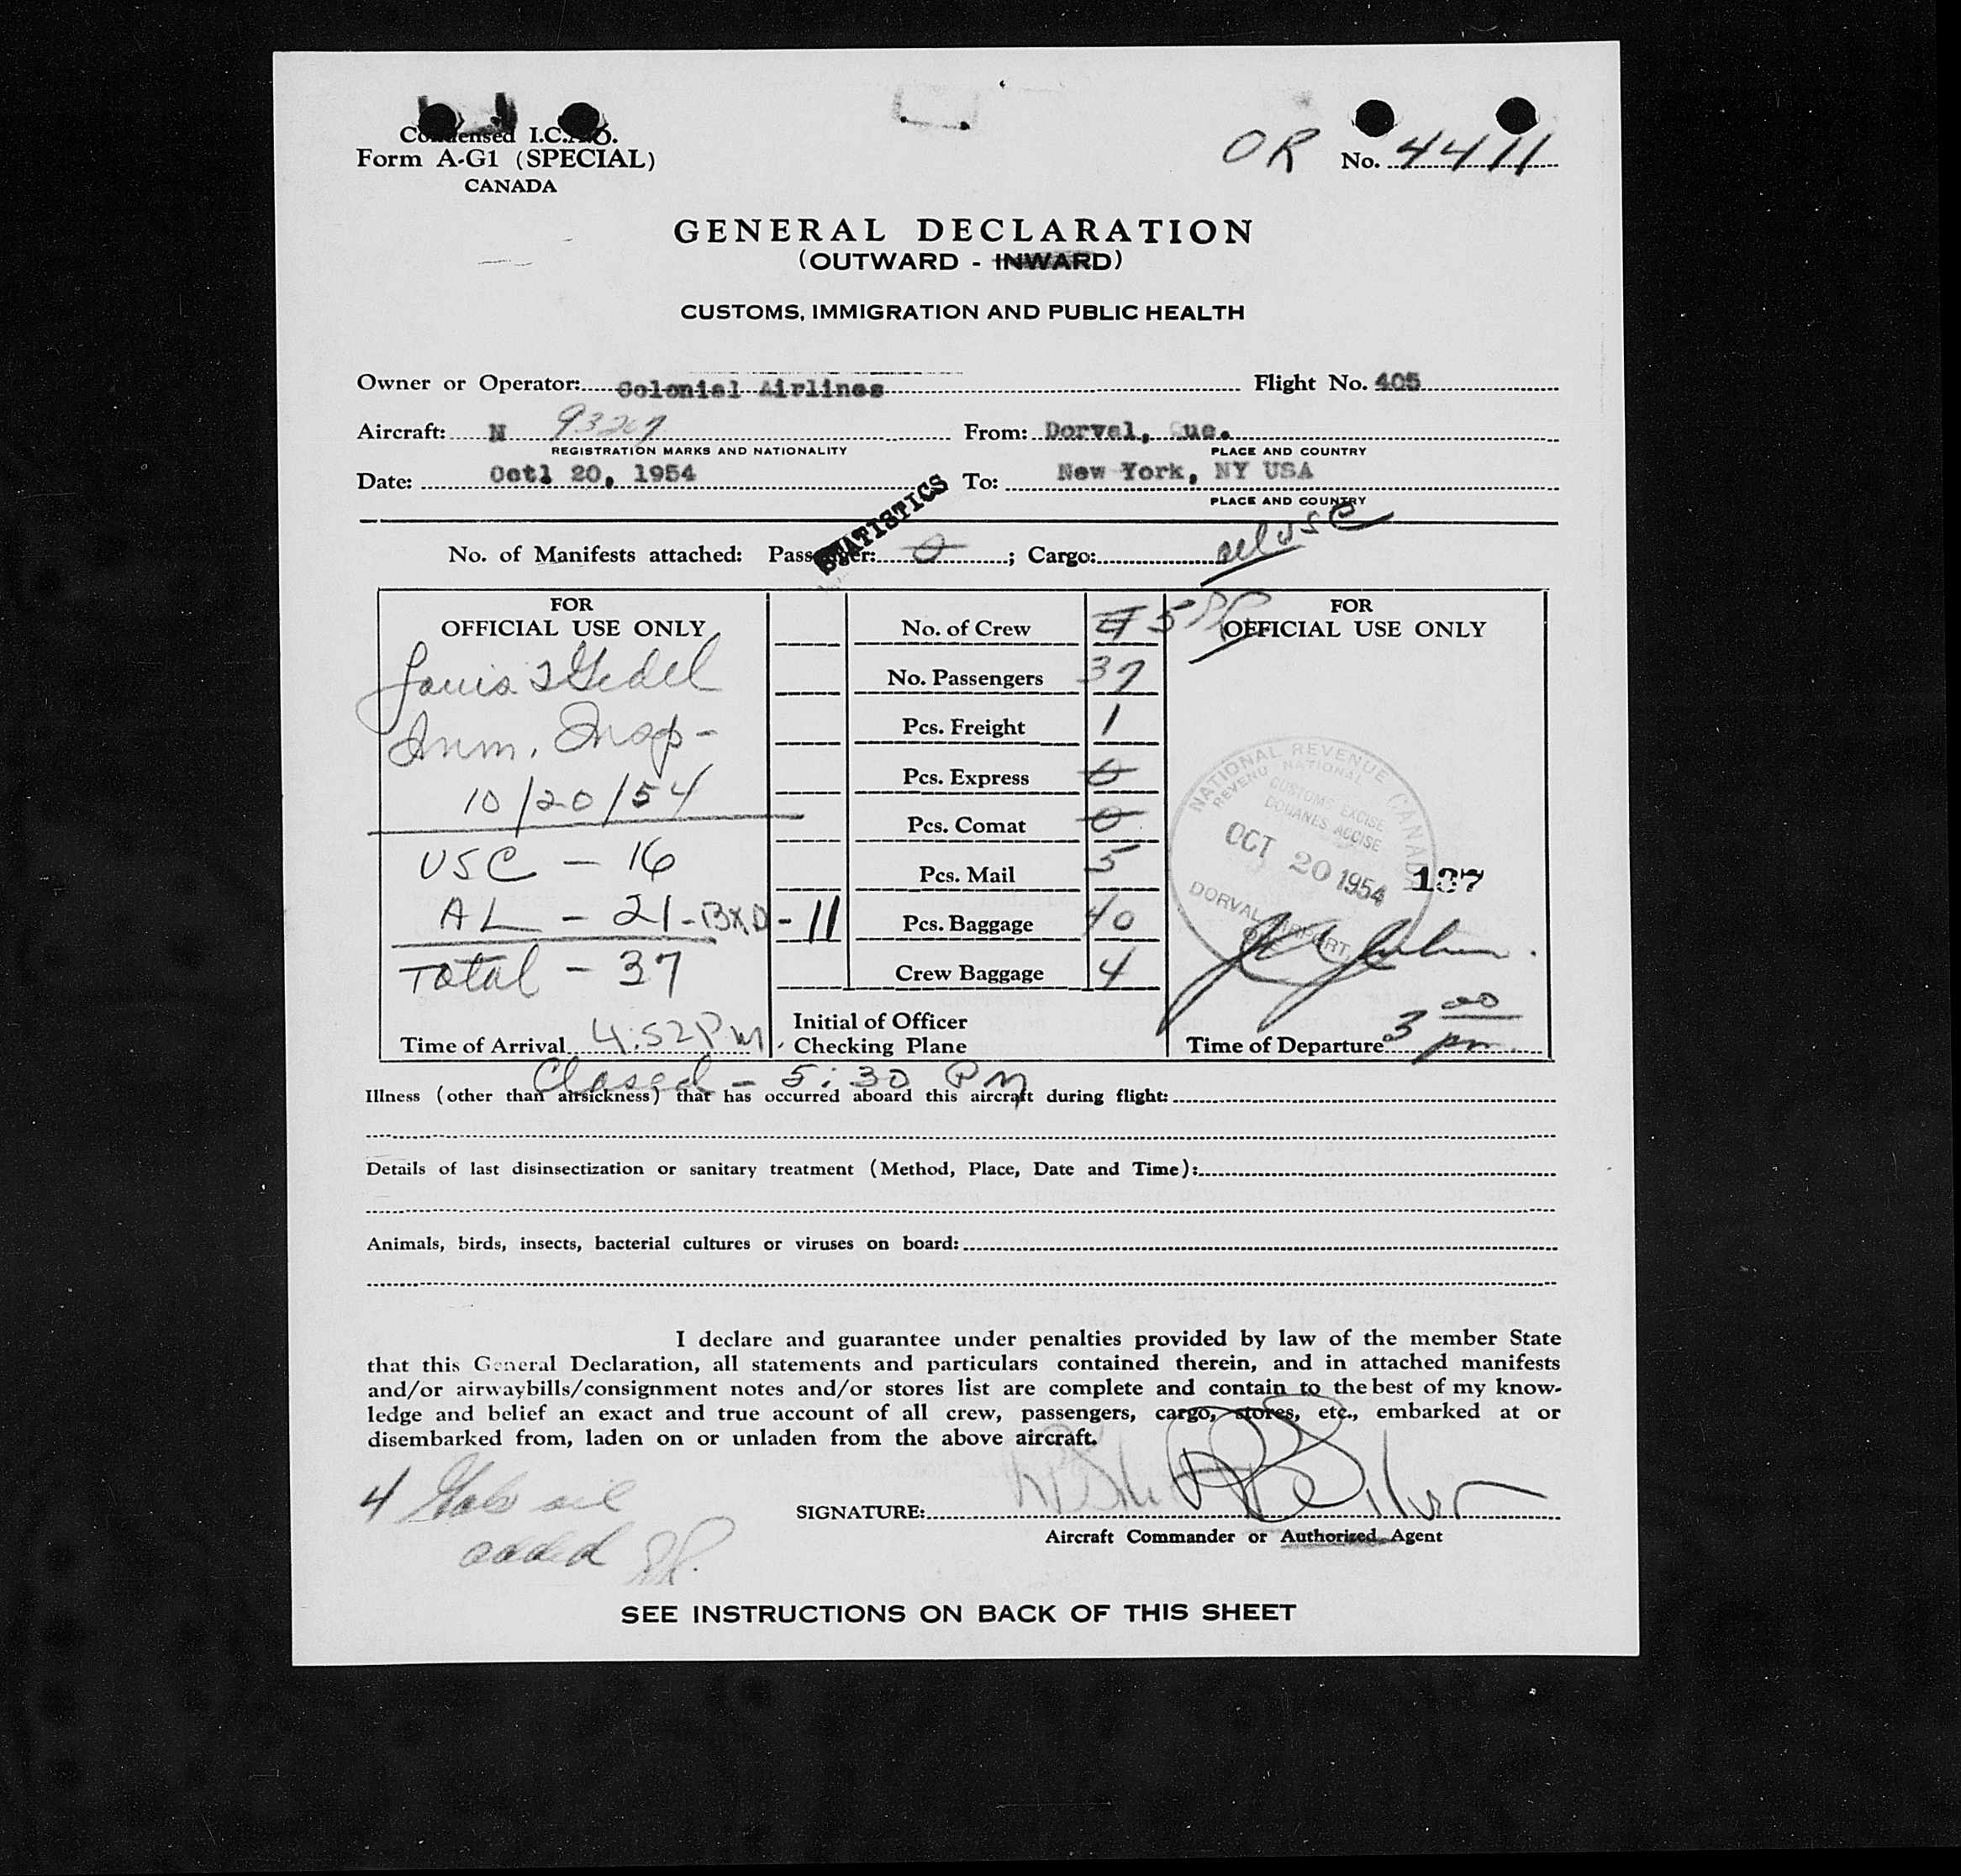 Condensed I.C.A.O.
Form A-G1 (SPECIAL)
CANADA
OR No. 4411
GENERAL DECLARATION
(OUTWARD - INWARD)
CUSTOMS, IMMIGRATION AND PUBLIC HEALTH
Owner or Operator: Colonial Airlines Flight No. 405
Aircraft: N 93207 From: Dorval, Que.
REGISTRATION MARKS AND NATIONALITY PLACE AND COUNTRY
Date: Octl 20, 1954 To: New York, NY USA
PLACE AND COUNTRY
STATISTICS
No. of Manifests attached: Passenger: 0 ; Cargo:
FOR
OFFICIAL USE ONLY
Louis
Imm. Insp-
10/20/54
USC - 16
AL - 21 - BXD - 11
Total - 37
Time of Arrival 4:52 PM
No. of Crew 4 5
No. Passengers 37
Pcs. Freight 1
Pcs. Express 0
Pcs. Comat 0
Pcs. Mail 5
Pcs. Baggage 40
Crew Baggage 4
Initial of Officer
Checking Plane
FOR
OFFICIAL USE ONLY
NATIONAL REVENUE CANADA
REVENU NATIONAL
CUSTOMS EXCISE
DOUANES ACCISE
OCT 20 1954
DORVAL AIRPORT
137
Time of Departure 3 00 pm
Closed - 5:30 PM
Illness (other than airsickness) that has occurred aboard this aircraft during flight:
Details of last disinsectization or sanitary treatment (Method, Place, Date and Time):
Animals, birds, insects, bacterial cultures or viruses on board:
I declare and guarantee under penalties provided by law of the member State
that this General Declaration, all statements and particulars contained therein, and in attached manifests
and/or airwaybills/consignment notes and/or stores list are complete and contain to the best of my know-
ledge and belief an exact and true account of all crew, passengers, cargo, stores, etc., embarked at or
disembarked from, laden on or unladen from the above aircraft.
4 Gals oil
added
SIGNATURE:
Aircraft Commander or Authorized Agent
SEE INSTRUCTIONS ON BACK OF THIS SHEET